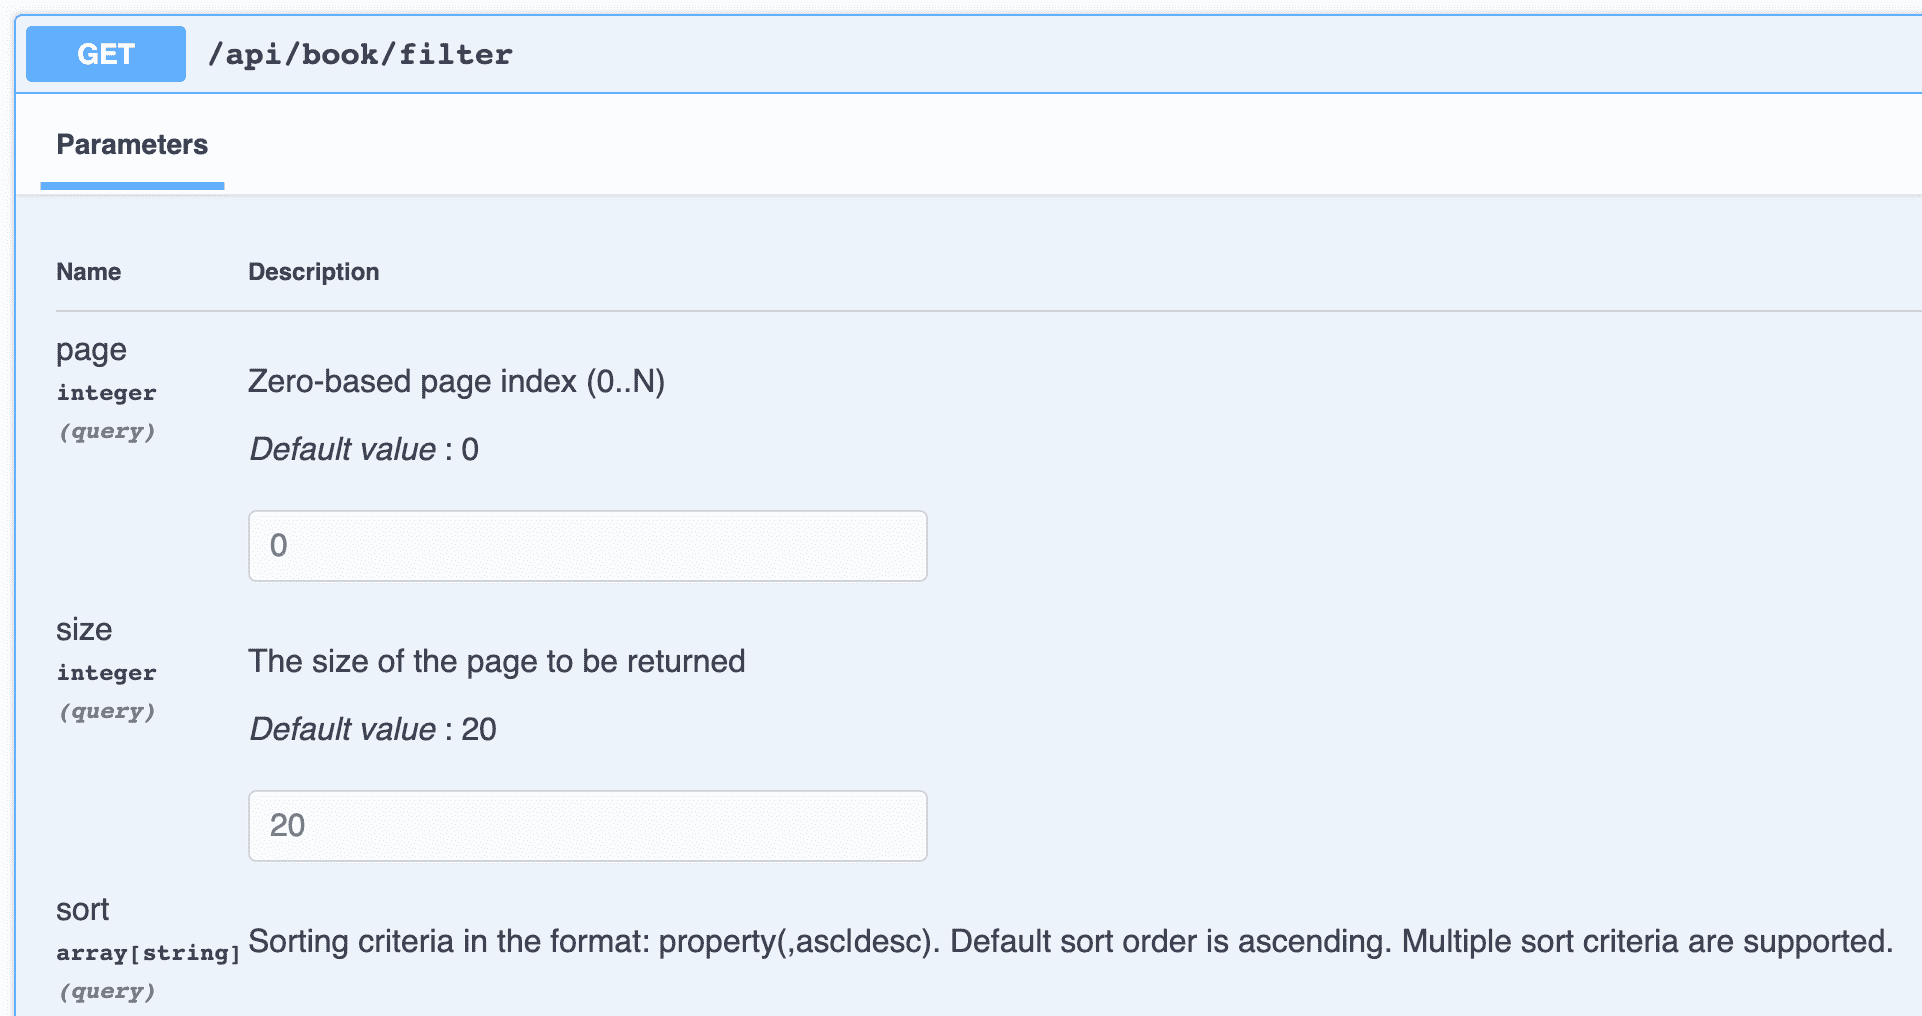 GET /api/book/filter
Parameters
Name Description
page
integer
(query)
Zero-based page index (0..N)
Default value : 0
0
size
integer
(query)
The size of the page to be returned
Default value : 20
20
sort
array[string]
(query)
Sorting criteria in the format: property(,asc|desc). Default sort order is ascending. Multiple sort criteria are supported.